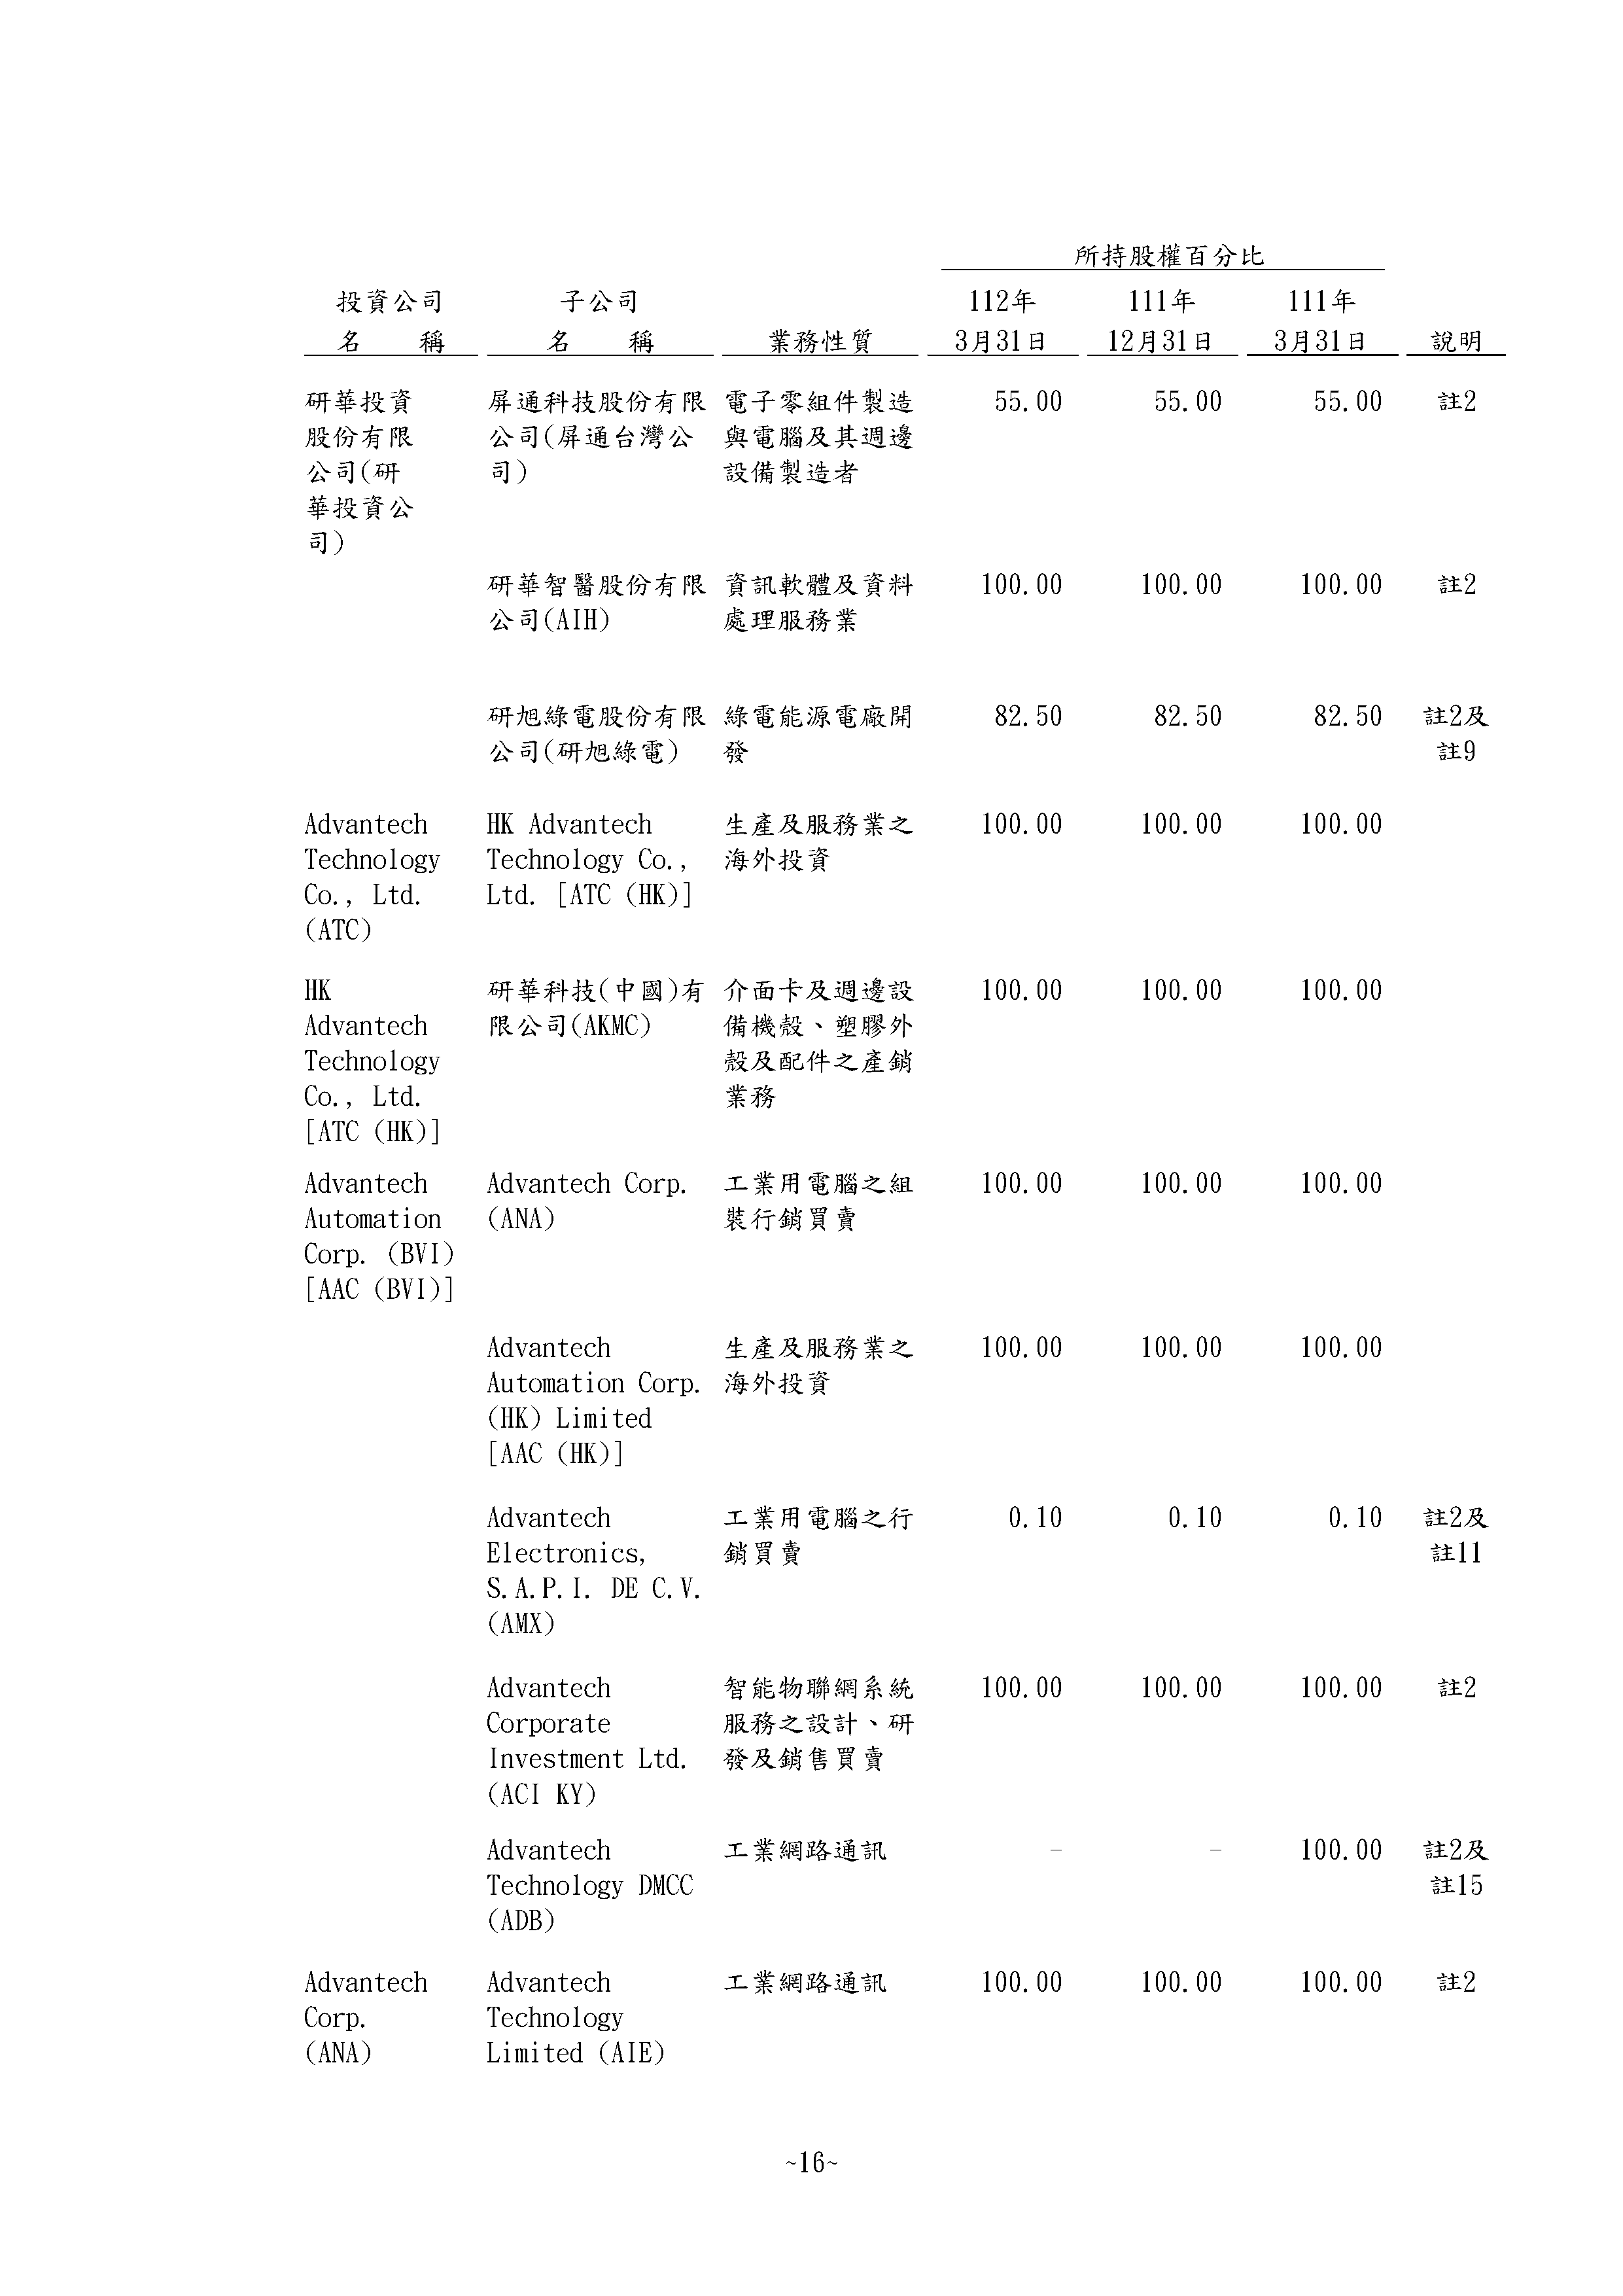 所持股權百分比
投資公司 子公司 112年 111年 111年
名 稱 名 稱 業務性質 3月31日 12月31日 3月31日 說明
研華投資 屏通科技股份有限 電子零組件製造 55.00 55.00 55.00 註2
股份有限 公司(屏通台灣公 與電腦及其週邊
公司(研 司) 設備製造者
華投資公
司)
研華智醫股份有限 資訊軟體及資料 100.00 100.00 100.00 註2
公司(AIH) 處理服務業
研旭綠電股份有限 綠電能源電廠開 82.50 82.50 82.50 註2及
公司(研旭綠電) 發 註9
Advantech HK Advantech 生產及服務業之 100.00 100.00 100.00
Technology Technology Co., 海外投資
Co., Ltd. Ltd. [ATC (HK)]
(ATC)
HK 研華科技(中國)有 介面卡及週邊設 100.00 100.00 100.00
Advantech 限公司(AKMC) 備機殼、塑膠外
Technology 殼及配件之產銷
Co., Ltd. 業務
[ATC (HK)]
Advantech Advantech Corp. 工業用電腦之組 100.00 100.00 100.00
Automation (ANA) 裝行銷買賣
Corp. (BVI)
[AAC (BVI)]
Advantech 生產及服務業之 100.00 100.00 100.00
Automation Corp. 海外投資
(HK) Limited
[AAC (HK)]
Advantech 工業用電腦之行 0.10 0.10 0.10 註2及
Electronics, 銷買賣 註11
S.A.P.I. DE C.V.
(AMX)
Advantech 智能物聯網系統 100.00 100.00 100.00 註2
Corporate 服務之設計、研
Investment Ltd. 發及銷售買賣
(ACI KY)
Advantech 工業網路通訊 - - 100.00 註2及
Technology DMCC 註15
(ADB)
Advantech Advantech 工業網路通訊 100.00 100.00 100.00 註2
Corp. Technology
(ANA) Limited (AIE)
~16~